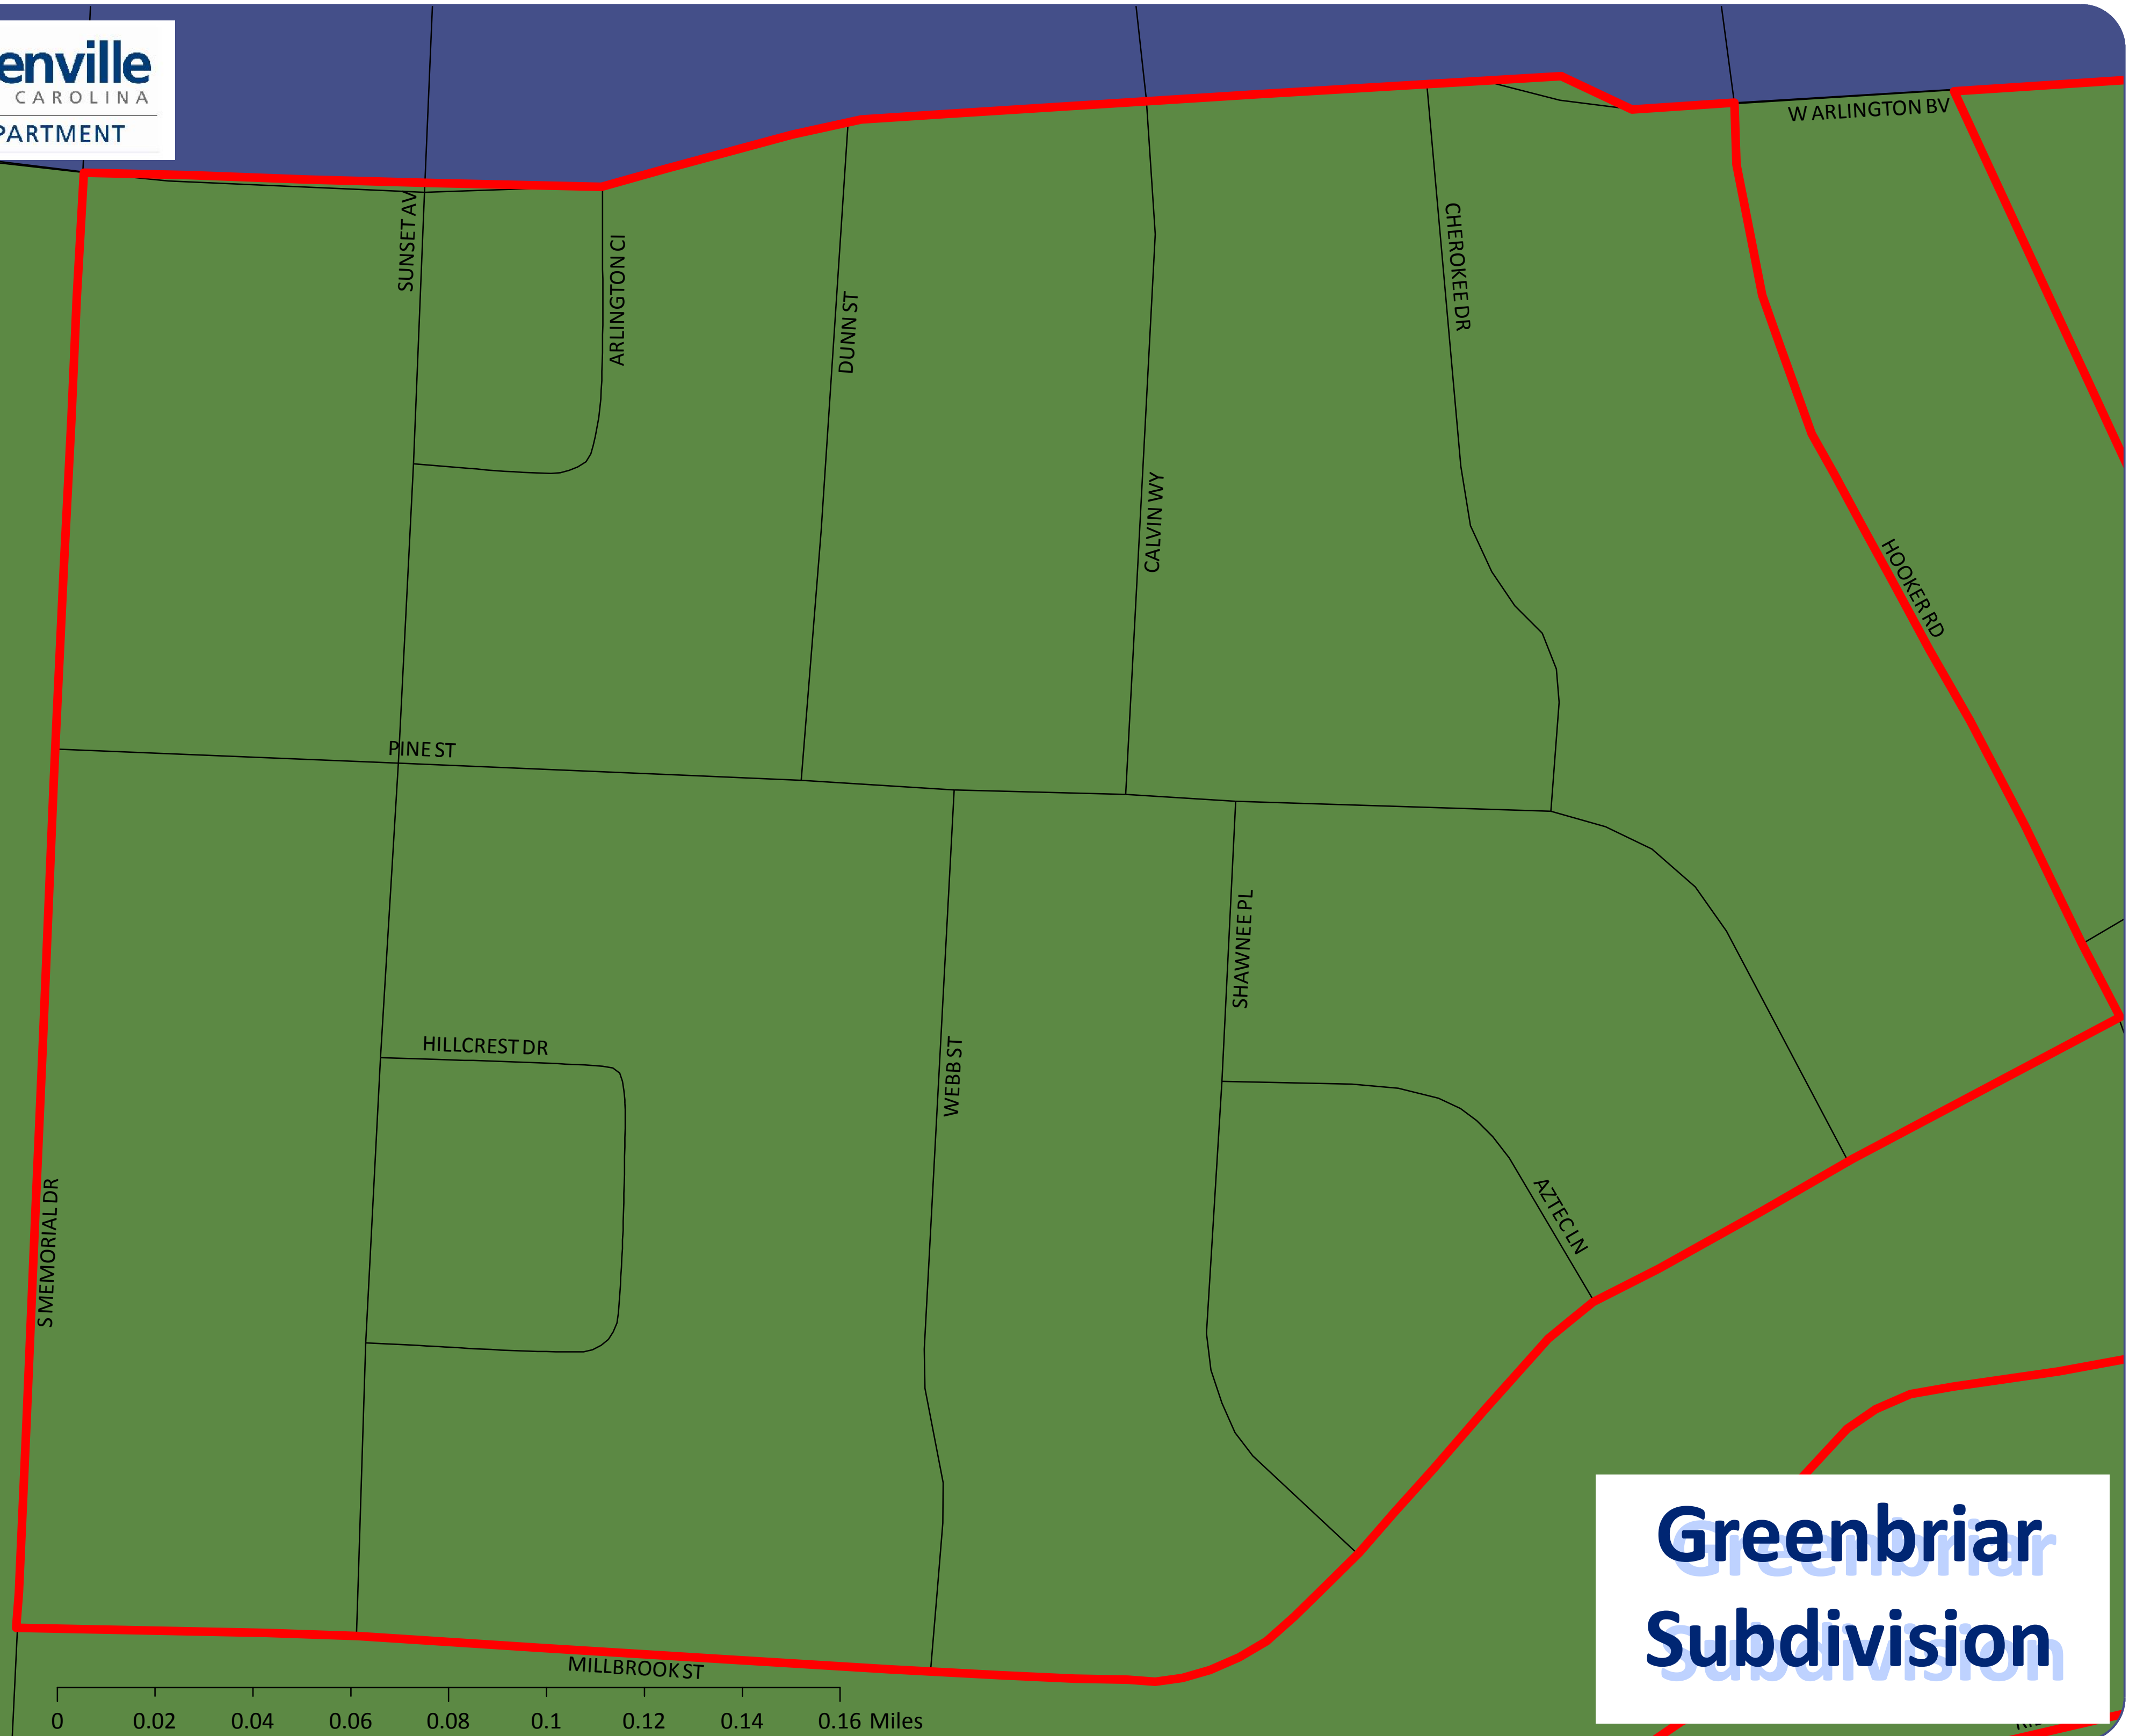 enville
CAROLINA
PARTMENT
W ARLINGTON BV
SUNSET AV
ARLINGTON CI
DUNN ST
CHEROKEE DR
CALVIN WY
HOOKER RD
PINE ST
SHAWNEE PL
HILLCREST DR
WEBB ST
AZTEC LN
S MEMORIAL DR
MILLBROOK ST
Greenbriar
Subdivision
0 0.02 0.04 0.06 0.08 0.1 0.12 0.14 0.16 Miles